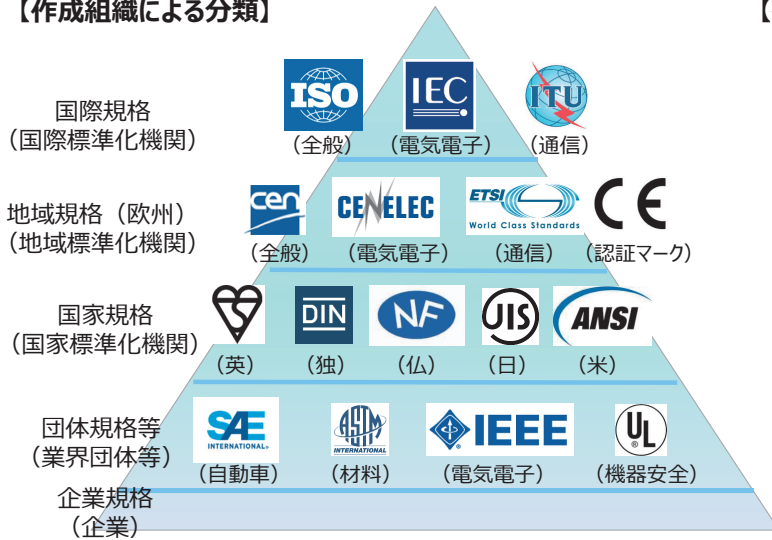 【作成組織による分類】
【
国際規格
（国際標準化機関）
ISO
IEC
ITU
（全般）
（電気電子）
（通信）
地域規格（欧州）
（地域標準化機関）
cen
CENELEC
ETSI
World Class Standards
CE
（全般）
（電気電子）
（通信）
（認証マーク）
国家規格
（国家標準化機関）
DIN
NF
JIS
ANSI
（英）
（独）
（仏）
（日）
（米）
団体規格等
（業界団体等）
SAE
INTERNATIONAL®
ASTM
INTERNATIONAL
IEEE
UL
®
（自動車）
（材料）
（電気電子）
（機器安全）
企業規格
（企業）